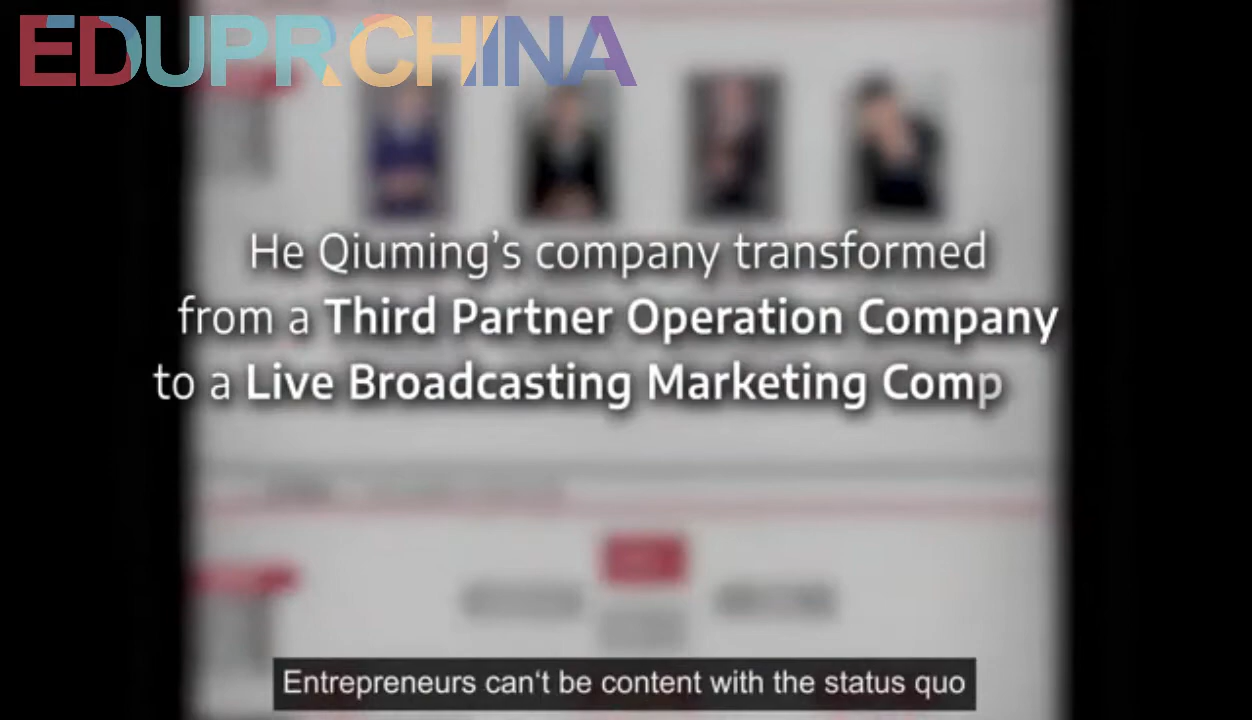 EDUPRCHINA
He Qiuming’s company transformed
from a Third Partner Operation Company
to a Live Broadcasting Marketing Comp
Entrepreneurs can‘t be content with the status quo